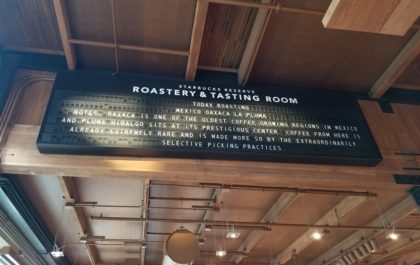 STARBUCKS RESERVE
ROASTERY & TASTING ROOM
TODAY ROASTING
MEXICO OAXACA LA PLUMA
NOTES: OAXACA IS ONE OF THE OLDEST COFFEE GROWING REGIONS IN MEXICO
AND PLUMA HIDALGO SITS AT ITS PRESTIGIOUS CENTER. COFFEE FROM HERE IS
ALREADY EXTREMELY RARE AND IS MADE MORE SO BY THE EXTRAORDINARILY
SELECTIVE PICKING PRACTICES.